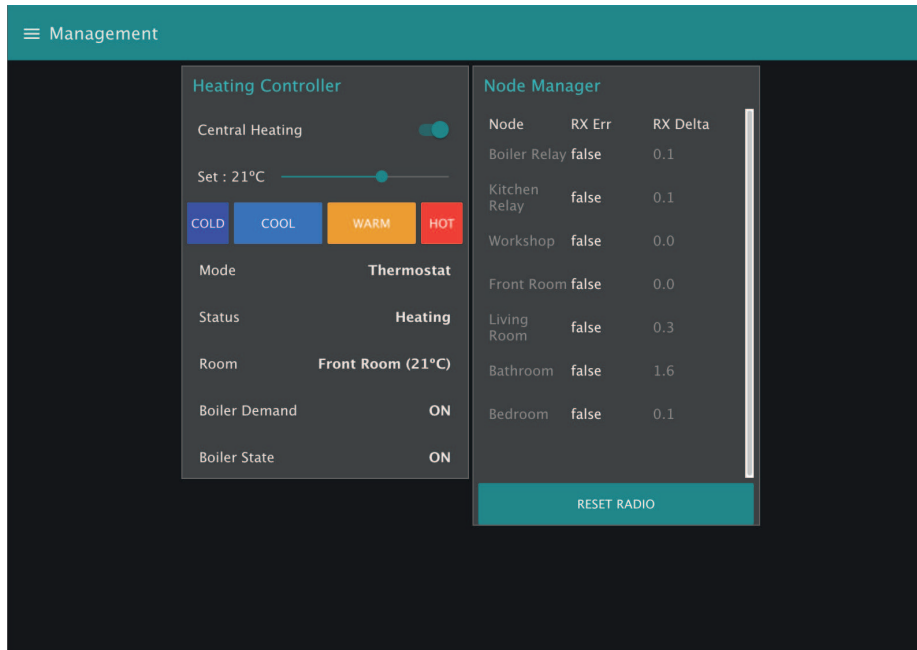 Management
Heating Controller
Central Heating
Set : 21ºC
COLD COOL WARM HOT
Mode Thermostat
Status Heating
Room Front Room (21ºC)
Boiler Demand ON
Boiler State ON
Node Manager
Node RX Err RX Delta
Boiler Relay false 0.1
Kitchen
Relay false 0.1
Workshop false 0.0
Front Room false 0.0
Living
Room false 0.3
Bathroom false 1.6
Bedroom false 0.1
RESET RADIO